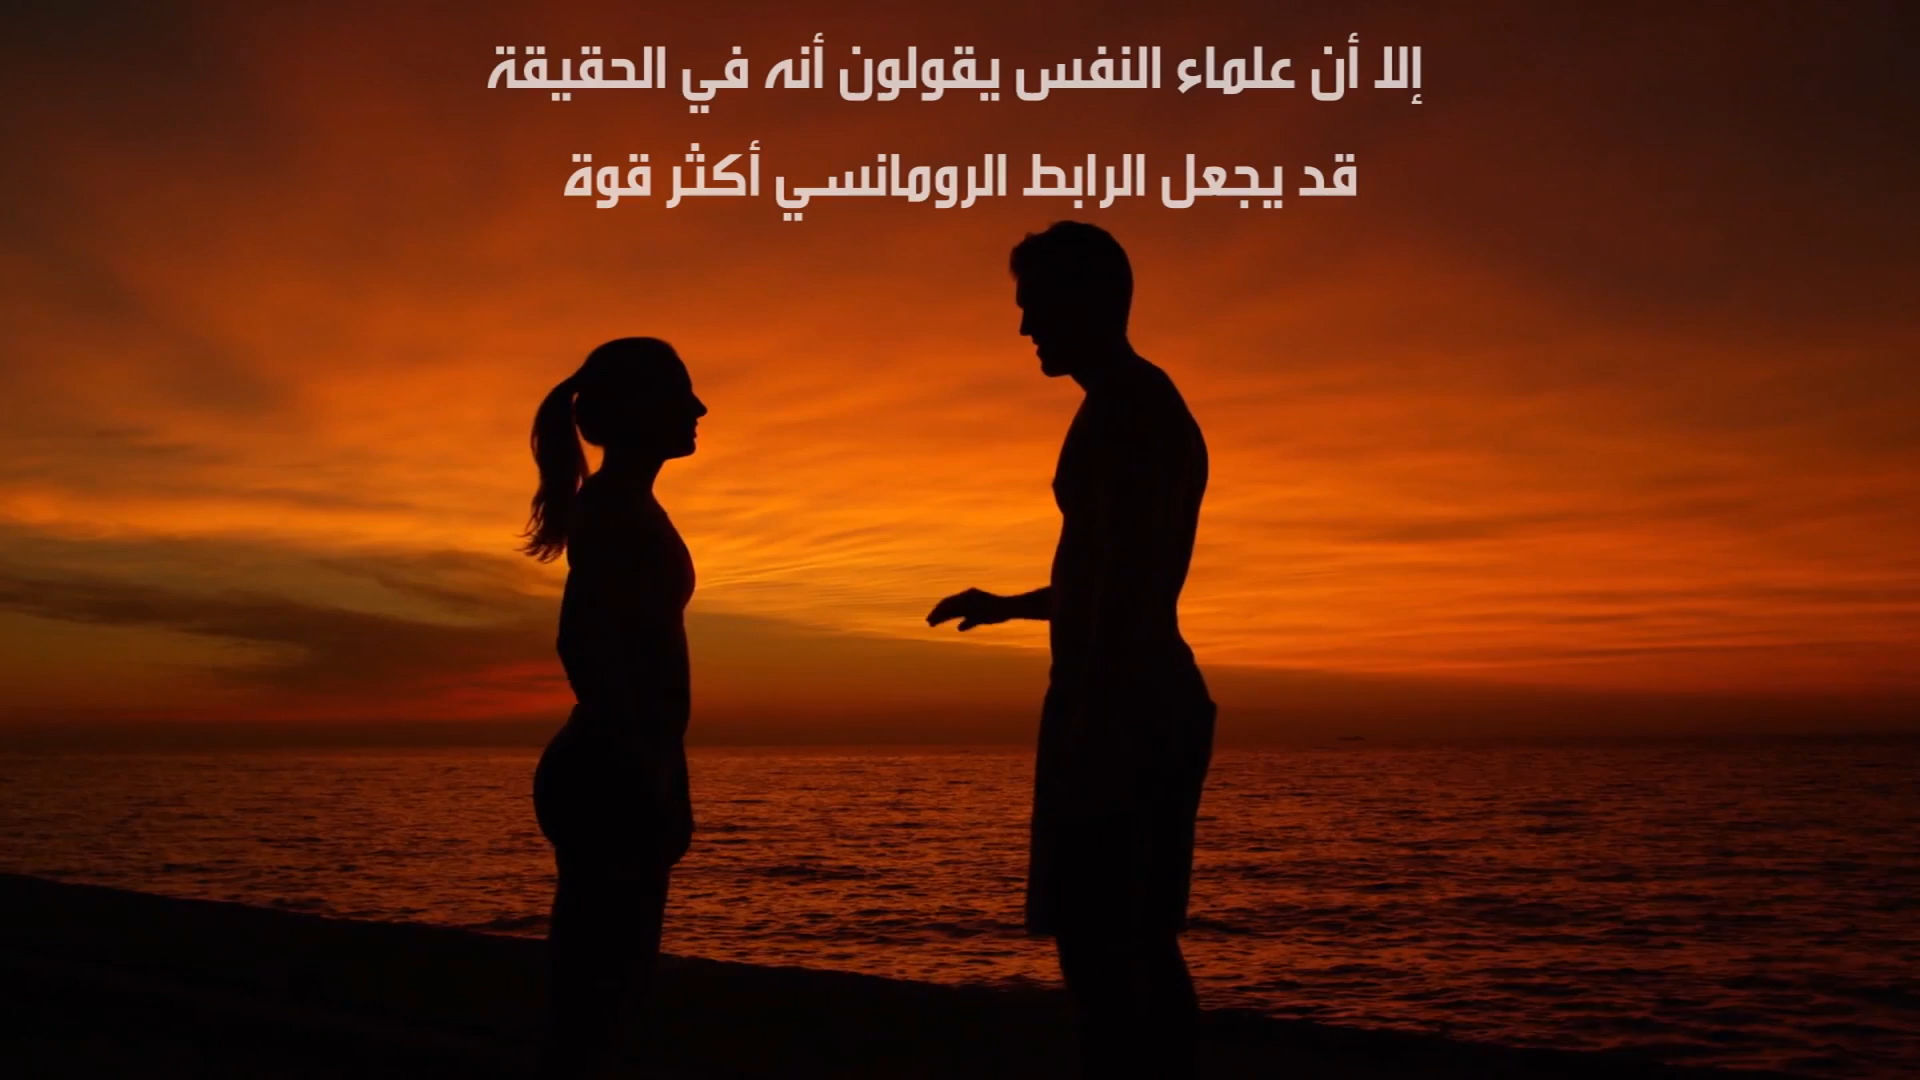 إلا أن علماء النفس يقولون أنه في الحقيقة
قد يجعل الرابط الرومانسي أكثر قوة